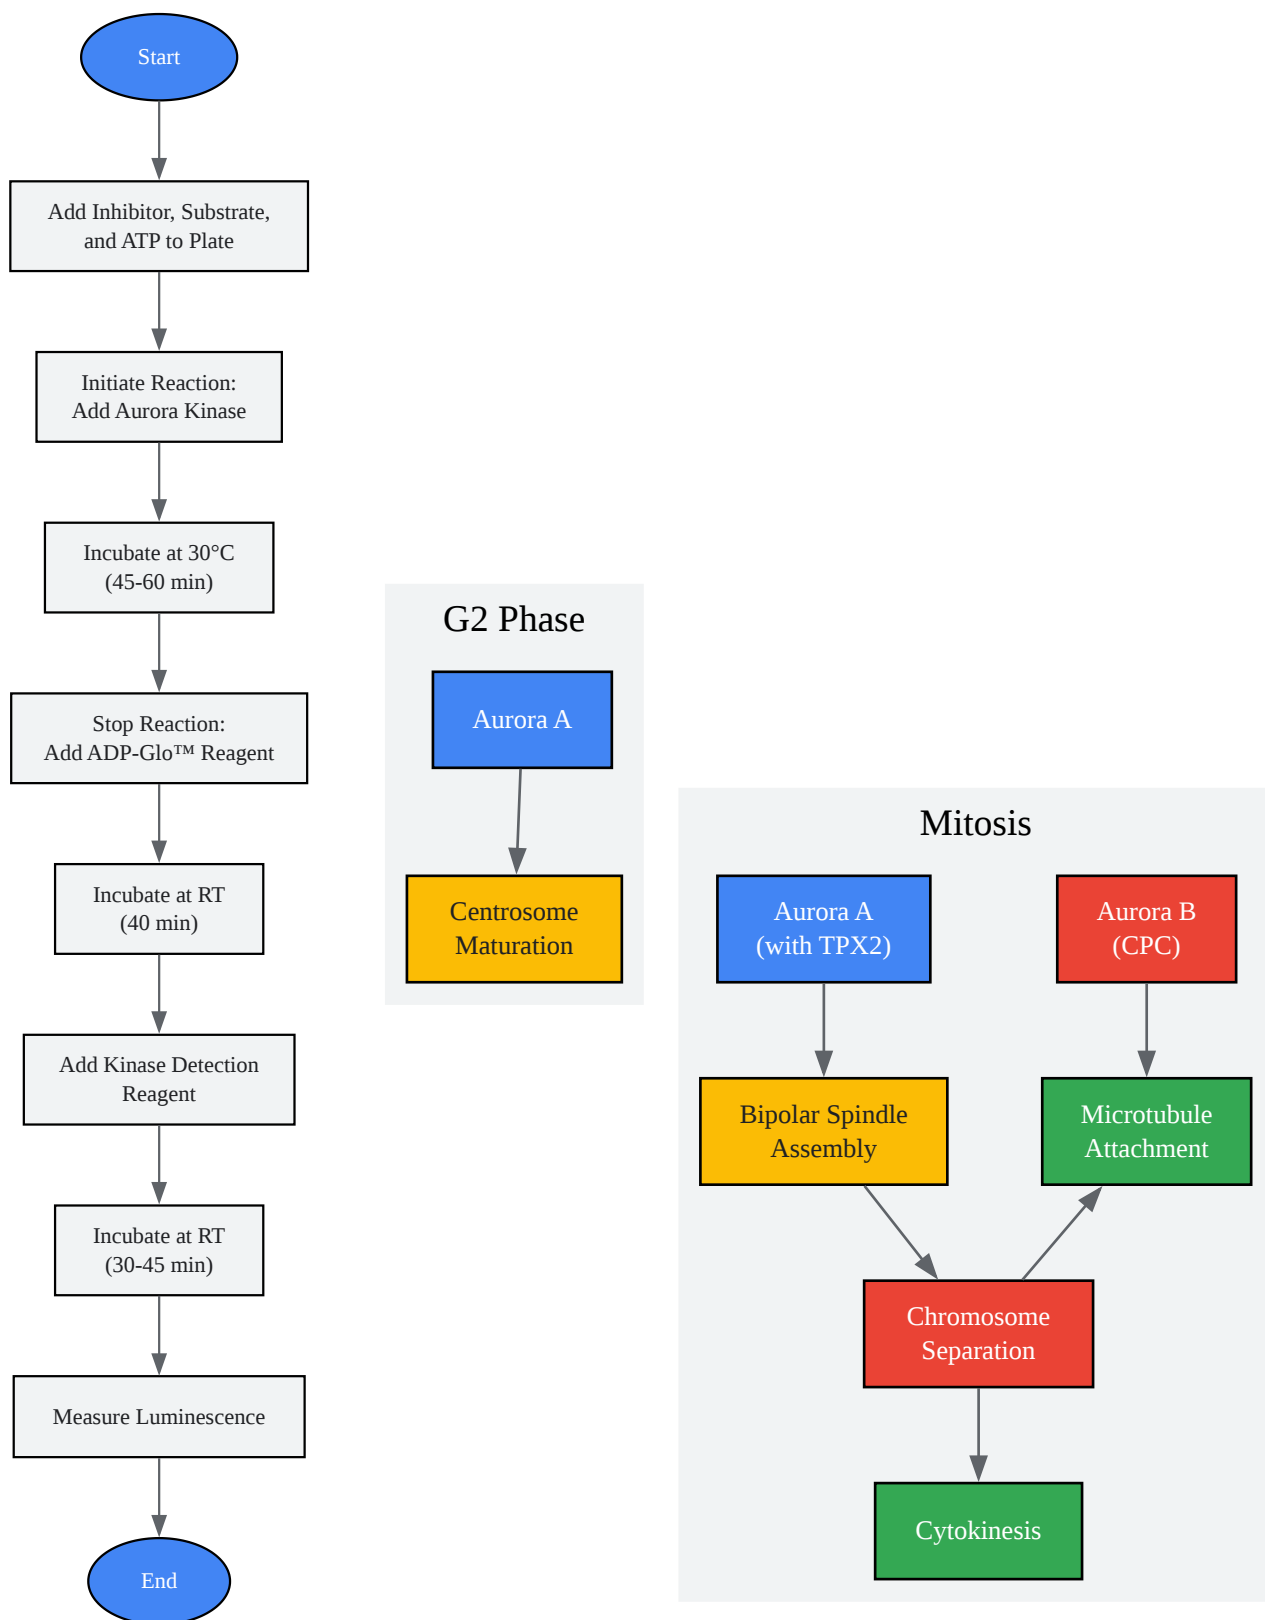 Start
Add Inhibitor, Substrate,
and ATP to Plate
Initiate Reaction:
Add Aurora Kinase
Incubate at 30°C
(45-60 min)
Stop Reaction:
Add ADP-Glo™ Reagent
Incubate at RT
(40 min)
Add Kinase Detection
Reagent
Incubate at RT
(30-45 min)
Measure Luminescence
End
G2 Phase
Aurora A
Centrosome
Maturation
Mitosis
Aurora A
(with TPX2)
Aurora B
(CPC)
Bipolar Spindle
Assembly
Microtubule
Attachment
Chromosome
Separation
Cytokinesis